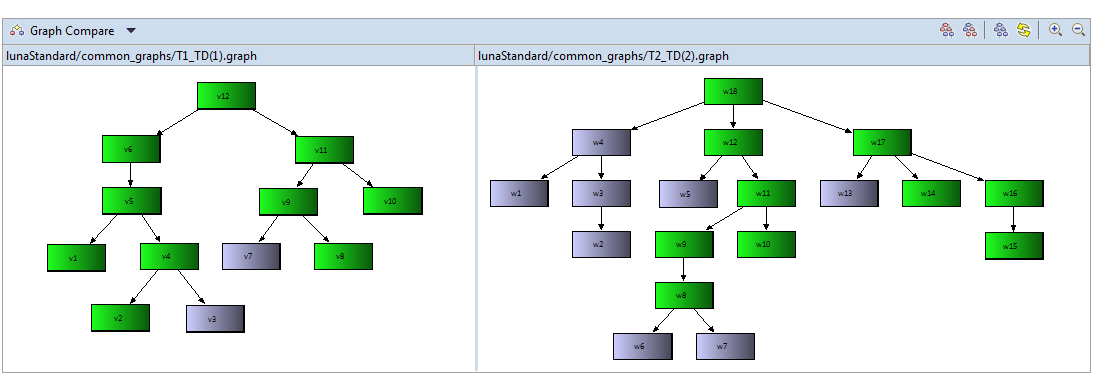 Graph Compare
lunaStandard/common_graphs/T1_TD(1).graph
lunaStandard/common_graphs/T2_TD(2).graph
v12
v6
v11
v5
v9
v10
v1
v4
v7
v8
v2
v3
w18
w4
w12
w17
w1
w3
w5
w11
w13
w14
w16
w2
w9
w10
w15
w8
w6
w7